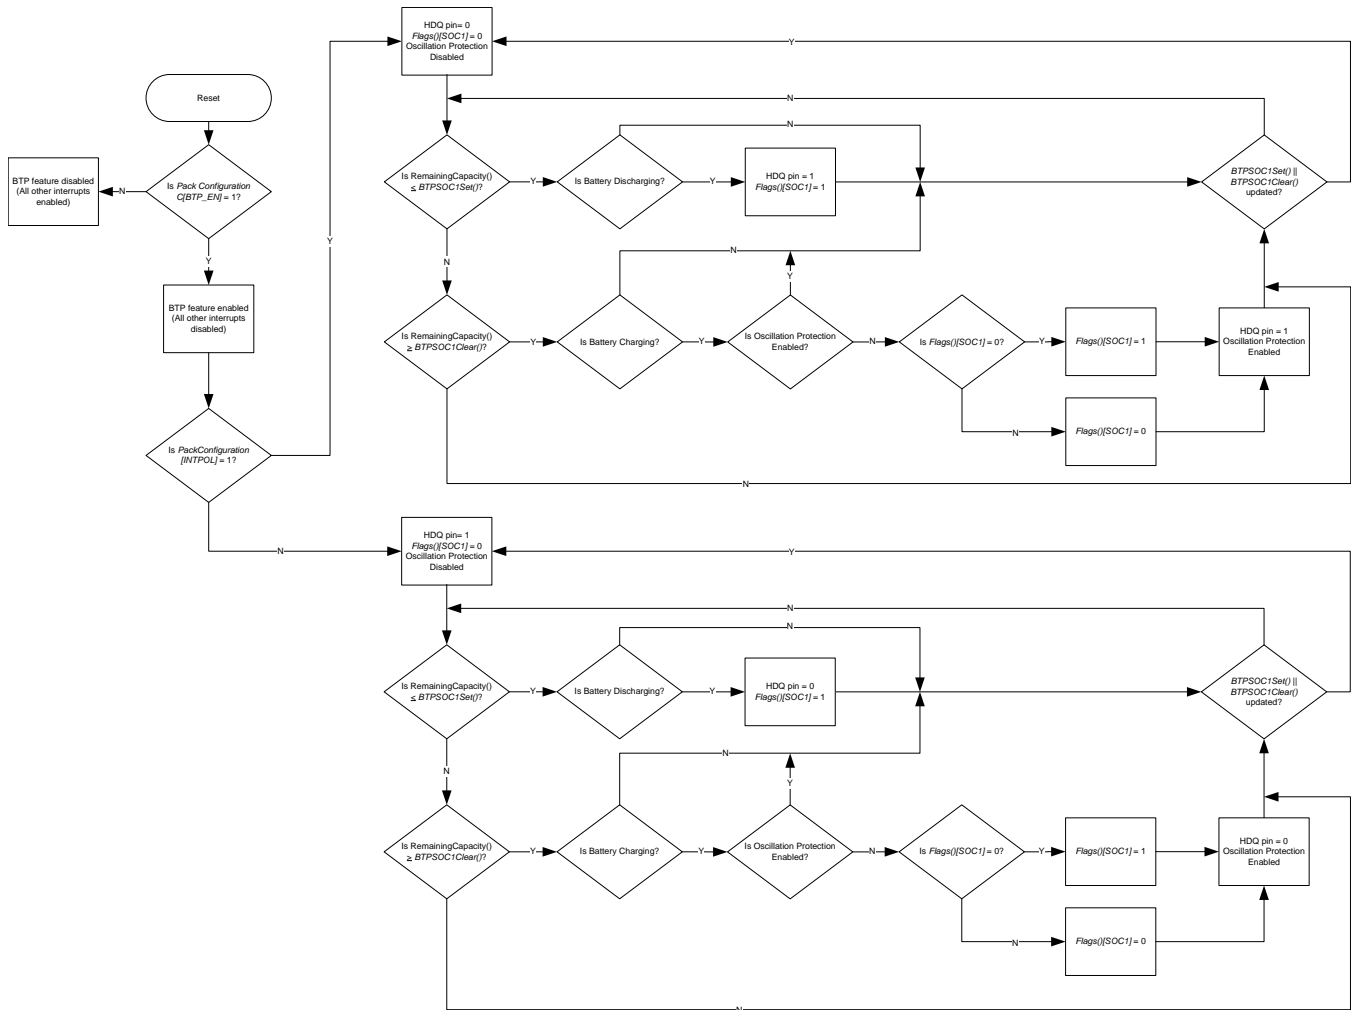 Reset
Is Pack Configuration
C[BTP_EN] = 1?
N
BTP feature disabled
(All other interrupts
enabled)
Y
BTP feature enabled
(All other interrupts
disabled)
Is PackConfiguration
[INTPOL] = 1?
Y
N
HDQ pin= 0
Flags()[SOC1] = 0
Oscillation Protection
Disabled
Y
N
Is RemainingCapacity()
≤ BTPSOC1Set()?
Y
Is Battery Discharging?
N
Y
HDQ pin = 1
Flags()[SOC1] = 1
BTPSOC1Set() ||
BTPSOC1Clear()
updated?
N
Is RemainingCapacity()
≥ BTPSOC1Clear()?
Y
Is Battery Charging?
N
Y
Is Oscillation Protection
Enabled?
Y
N
Is Flags()[SOC1] = 0?
Y
Flags()[SOC1] = 1
HDQ pin = 1
Oscillation Protection
Enabled
N
Flags()[SOC1] = 0
N
HDQ pin= 1
Flags()[SOC1] = 0
Oscillation Protection
Disabled
Y
N
Is RemainingCapacity()
≤ BTPSOC1Set()?
Y
Is Battery Discharging?
N
Y
HDQ pin = 0
Flags()[SOC1] = 1
BTPSOC1Set() ||
BTPSOC1Clear()
updated?
N
Is RemainingCapacity()
≥ BTPSOC1Clear()?
Y
Is Battery Charging?
N
Y
Is Oscillation Protection
Enabled?
Y
N
Is Flags()[SOC1] = 0?
Y
Flags()[SOC1] = 1
HDQ pin = 0
Oscillation Protection
Enabled
N
Flags()[SOC1] = 0
N